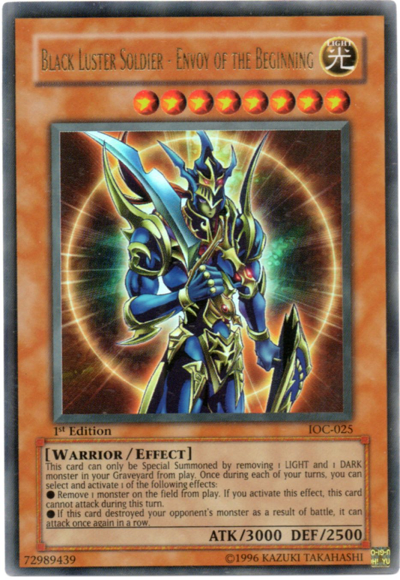 BLACK LUSTER SOLDIER - ENVOY OF THE BEGINNING
LIGHT
光
1st Edition
IOC-025
[WARRIOR/EFFECT]
This card can only be Special Summoned by removing 1 LIGHT and 1 DARK
monster in your Graveyard from play. Once during each of your turns, you can
select and activate 1 of the following effects:
● Remove 1 monster on the field from play. If you activate this effect, this card
cannot attack during this turn.
● If this card destroyed your opponent's monster as a result of battle, it can
attack once again in a row.
ATK/3000 DEF/2500
72989439
©1996 KAZUKI TAKAHASHI